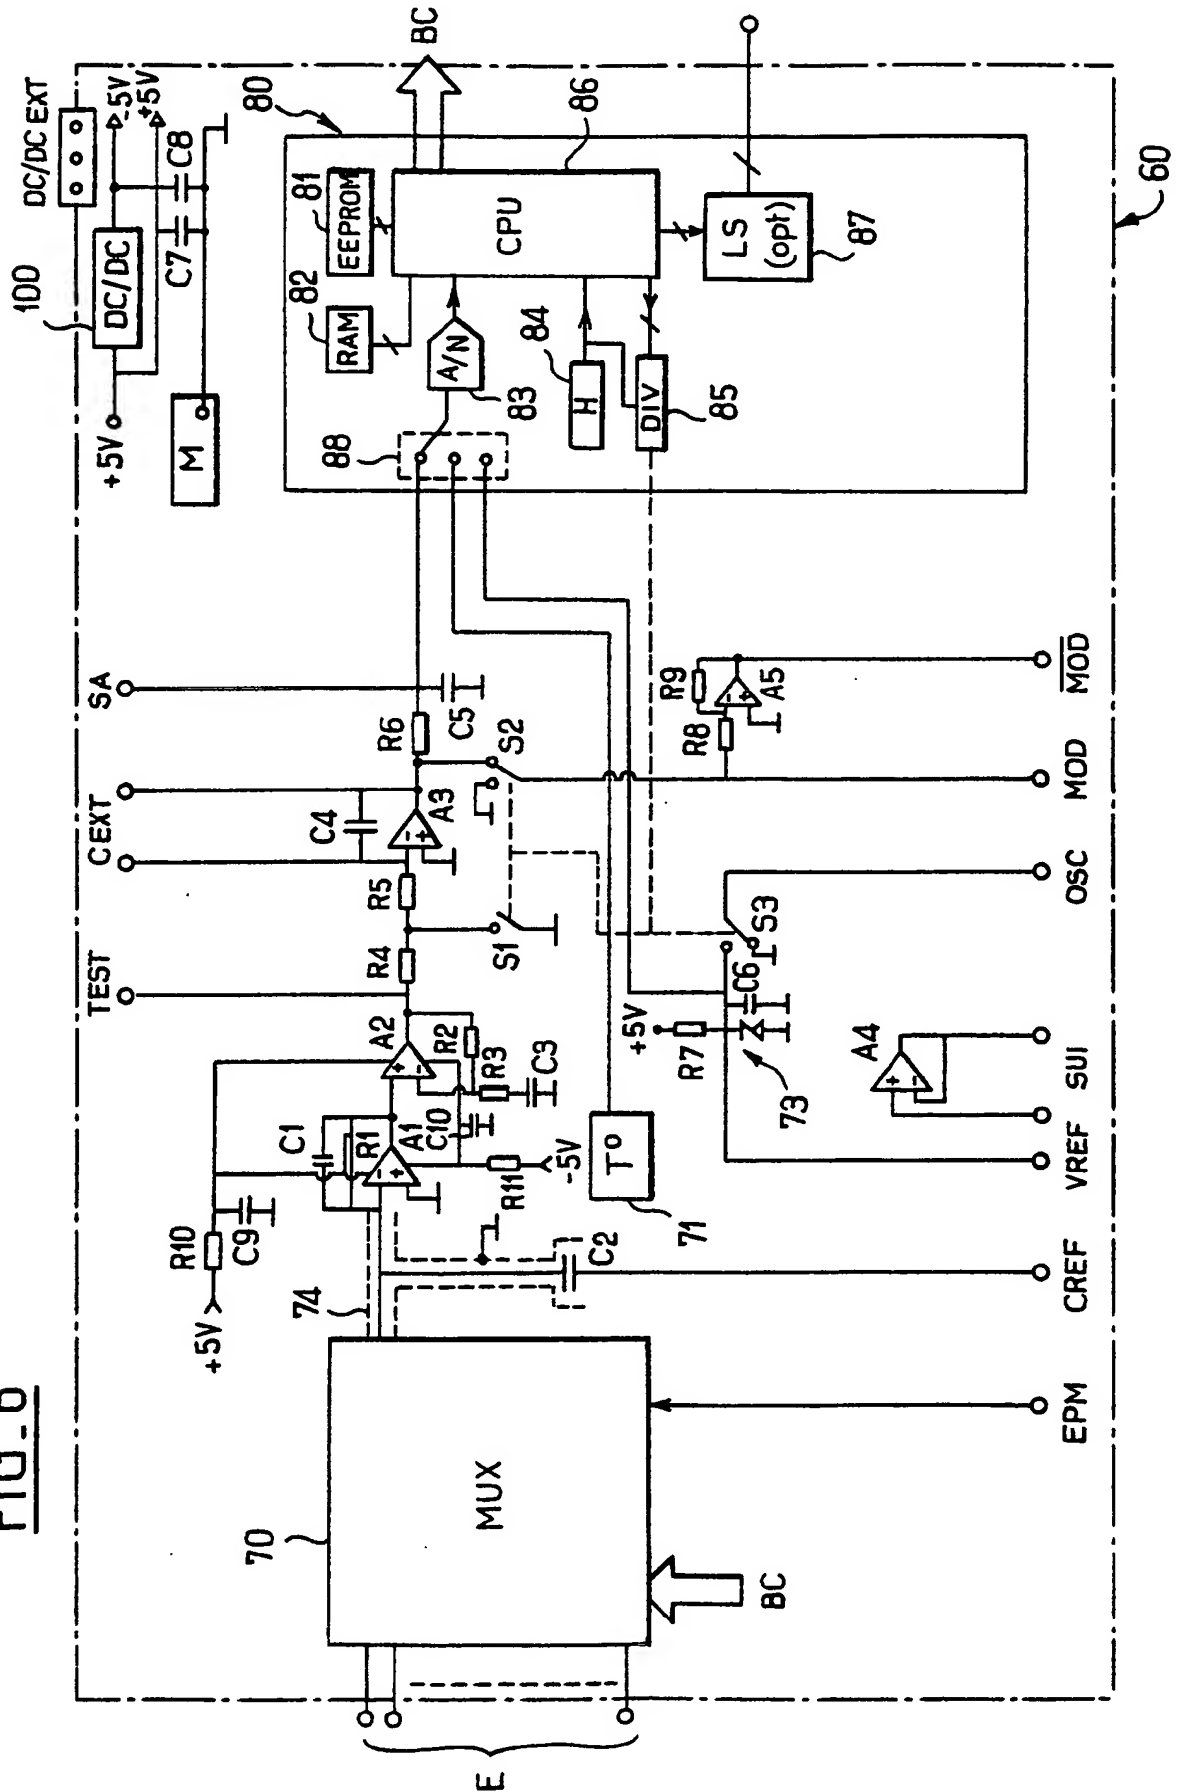 FIG_6
DC/DC EXT
100
DC/DC
-5V
+5V
+5V
C7
C8
M
80
BC
81
EEPROM
82
RAM
CPU
86
A/N
83
88
84
H
DIV
85
LS
(opt)
87
60
SA
C EXT
TEST
R6
C5
S2
C4
A3
R5
R4
S1
A2
R2
R3
C3
C1
R1
A1
C10
R11
-5V
R10
C9
+5V
74
C2
70
MUX
E
BC
T°
71
+5V
R7
73
C6
S3
A4
R9
R8
A5
EPM
CREF
VREF
SUI
OSC
MOD
MOD